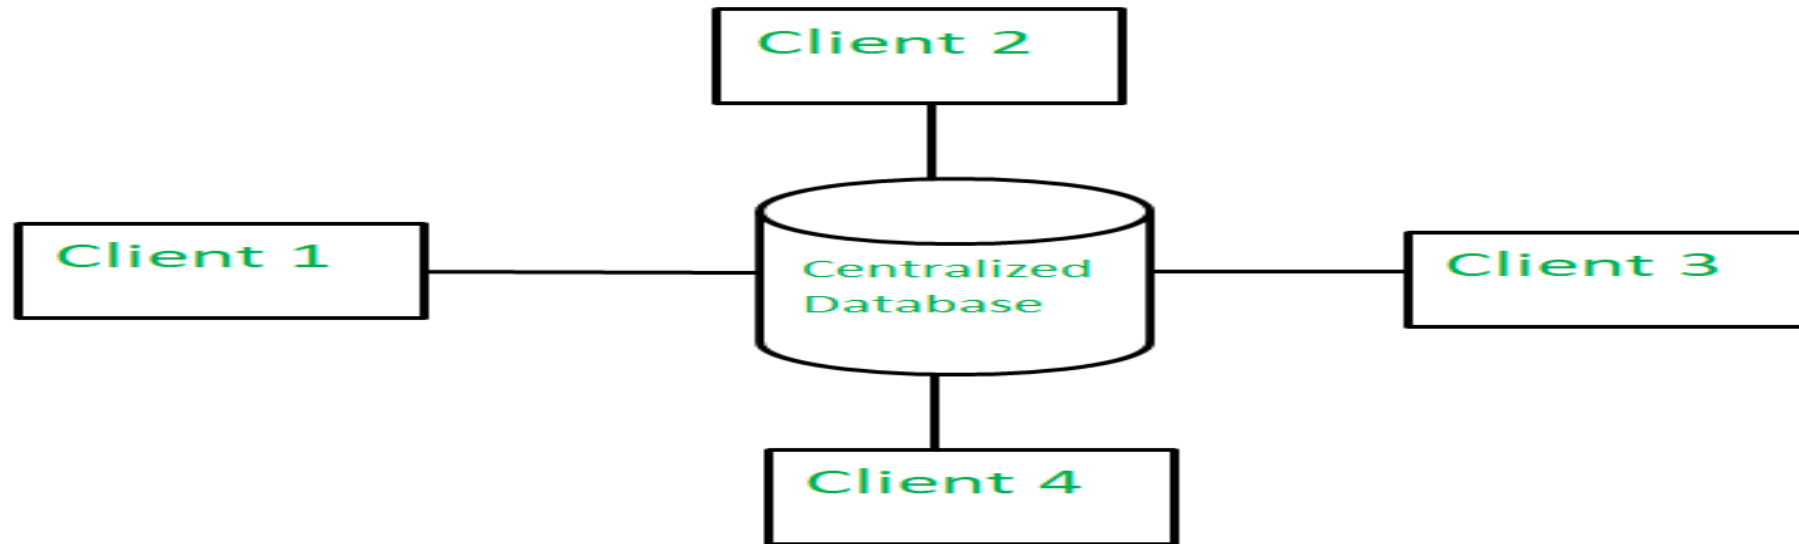 Client 2
Client 1
Centralized
Database
Client 3
Client 4